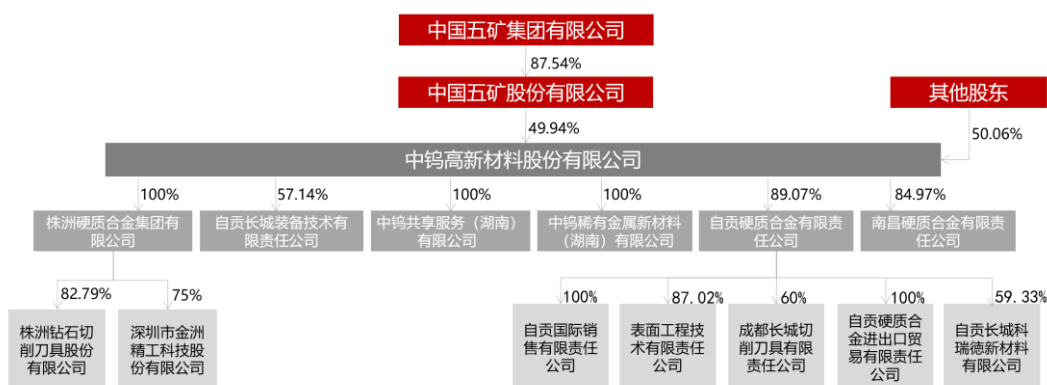 中国五矿集团有限公司
87.54%
中国五矿股份有限公司
其他股东
49.94%
50.06%
中钨高新材料股份有限公司
100%
57.14%
100%
100%
89.07%
84.97%
株洲硬质合金集团有
限公司
自贡长城装备技术有
限责任公司
中钨共享服务（湖南）
有限公司
中钨稀有金属新材料
（湖南）有限公司
自贡硬质合金有限责
任公司
南昌硬质合金有限责
任公司
82.79%
75%
100%
87.02%
60%
100%
59.33%
株洲钻石切
削刀具股份
有限公司
深圳市金洲
精工科技股
份有限公司
自贡国际销
售有限责任
公司
表面工程技
术有限责任
公司
成都长城切
削刀具有限
责任公司
自贡硬质合
金进出口贸
易有限责任
公司
自贡长城科
瑞德新材料
有限责任公
司